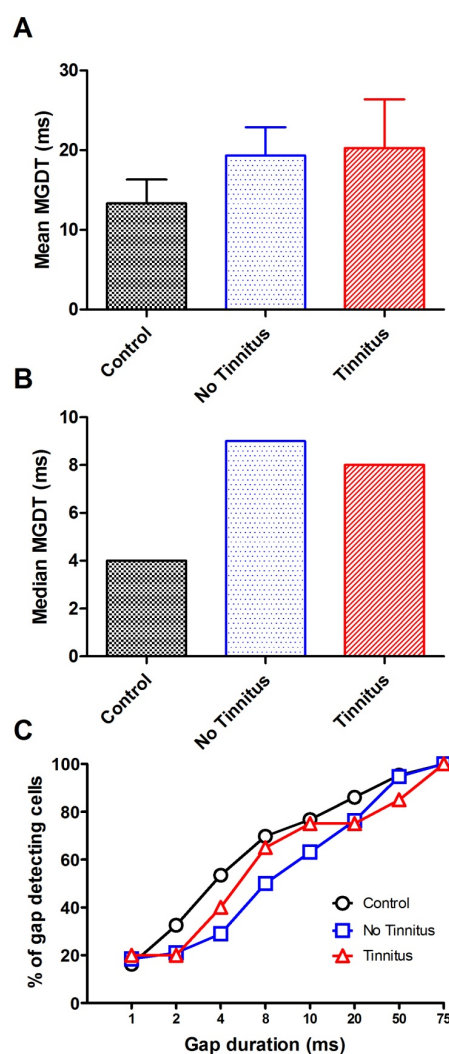 A
Mean MGDT (ms)
30
20
10
0
Control
No Tinnitus
Tinnitus
B
Median MGDT (ms)
10
8
6
4
2
0
Control
No Tinnitus
Tinnitus
C
% of gap detecting cells
100
80
60
40
20
0
Control
No Tinnitus
Tinnitus
1 2 4 8 10 20 50 75
Gap duration (ms)